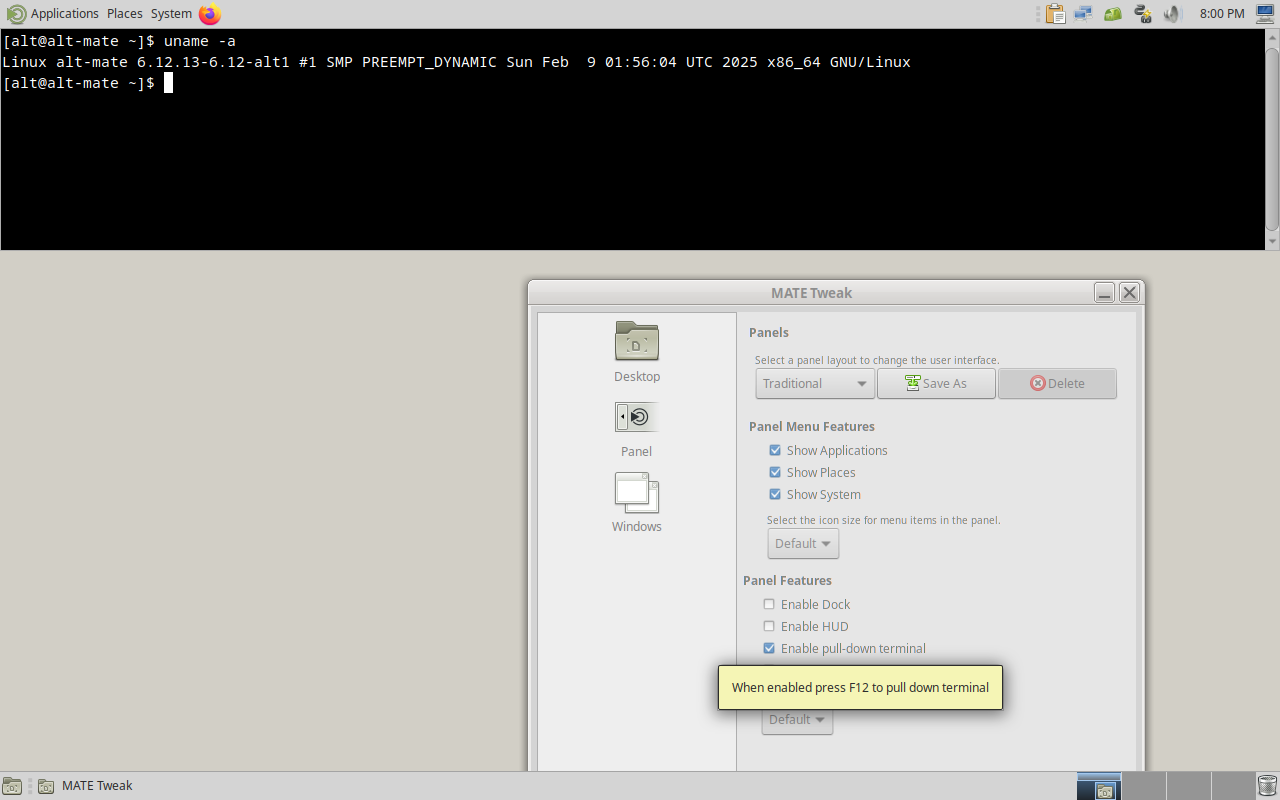 Applications Places System 8:00 PM
[alt@alt-mate ~]$ uname -a
Linux alt-mate 6.12.13-6.12-alt1 #1 SMP PREEMPT_DYNAMIC Sun Feb  9 01:56:04 UTC 2025 x86_64 GNU/Linux
[alt@alt-mate ~]$
MATE Tweak
Desktop
Panel
Windows
Panels
Select a panel layout to change the user interface.
Traditional Save As Delete
Panel Menu Features
Show Applications
Show Places
Show System
Select the icon size for menu items in the panel.
Default
Panel Features
Enable Dock
Enable HUD
Enable pull-down terminal
When enabled press F12 to pull down terminal
Default
MATE Tweak